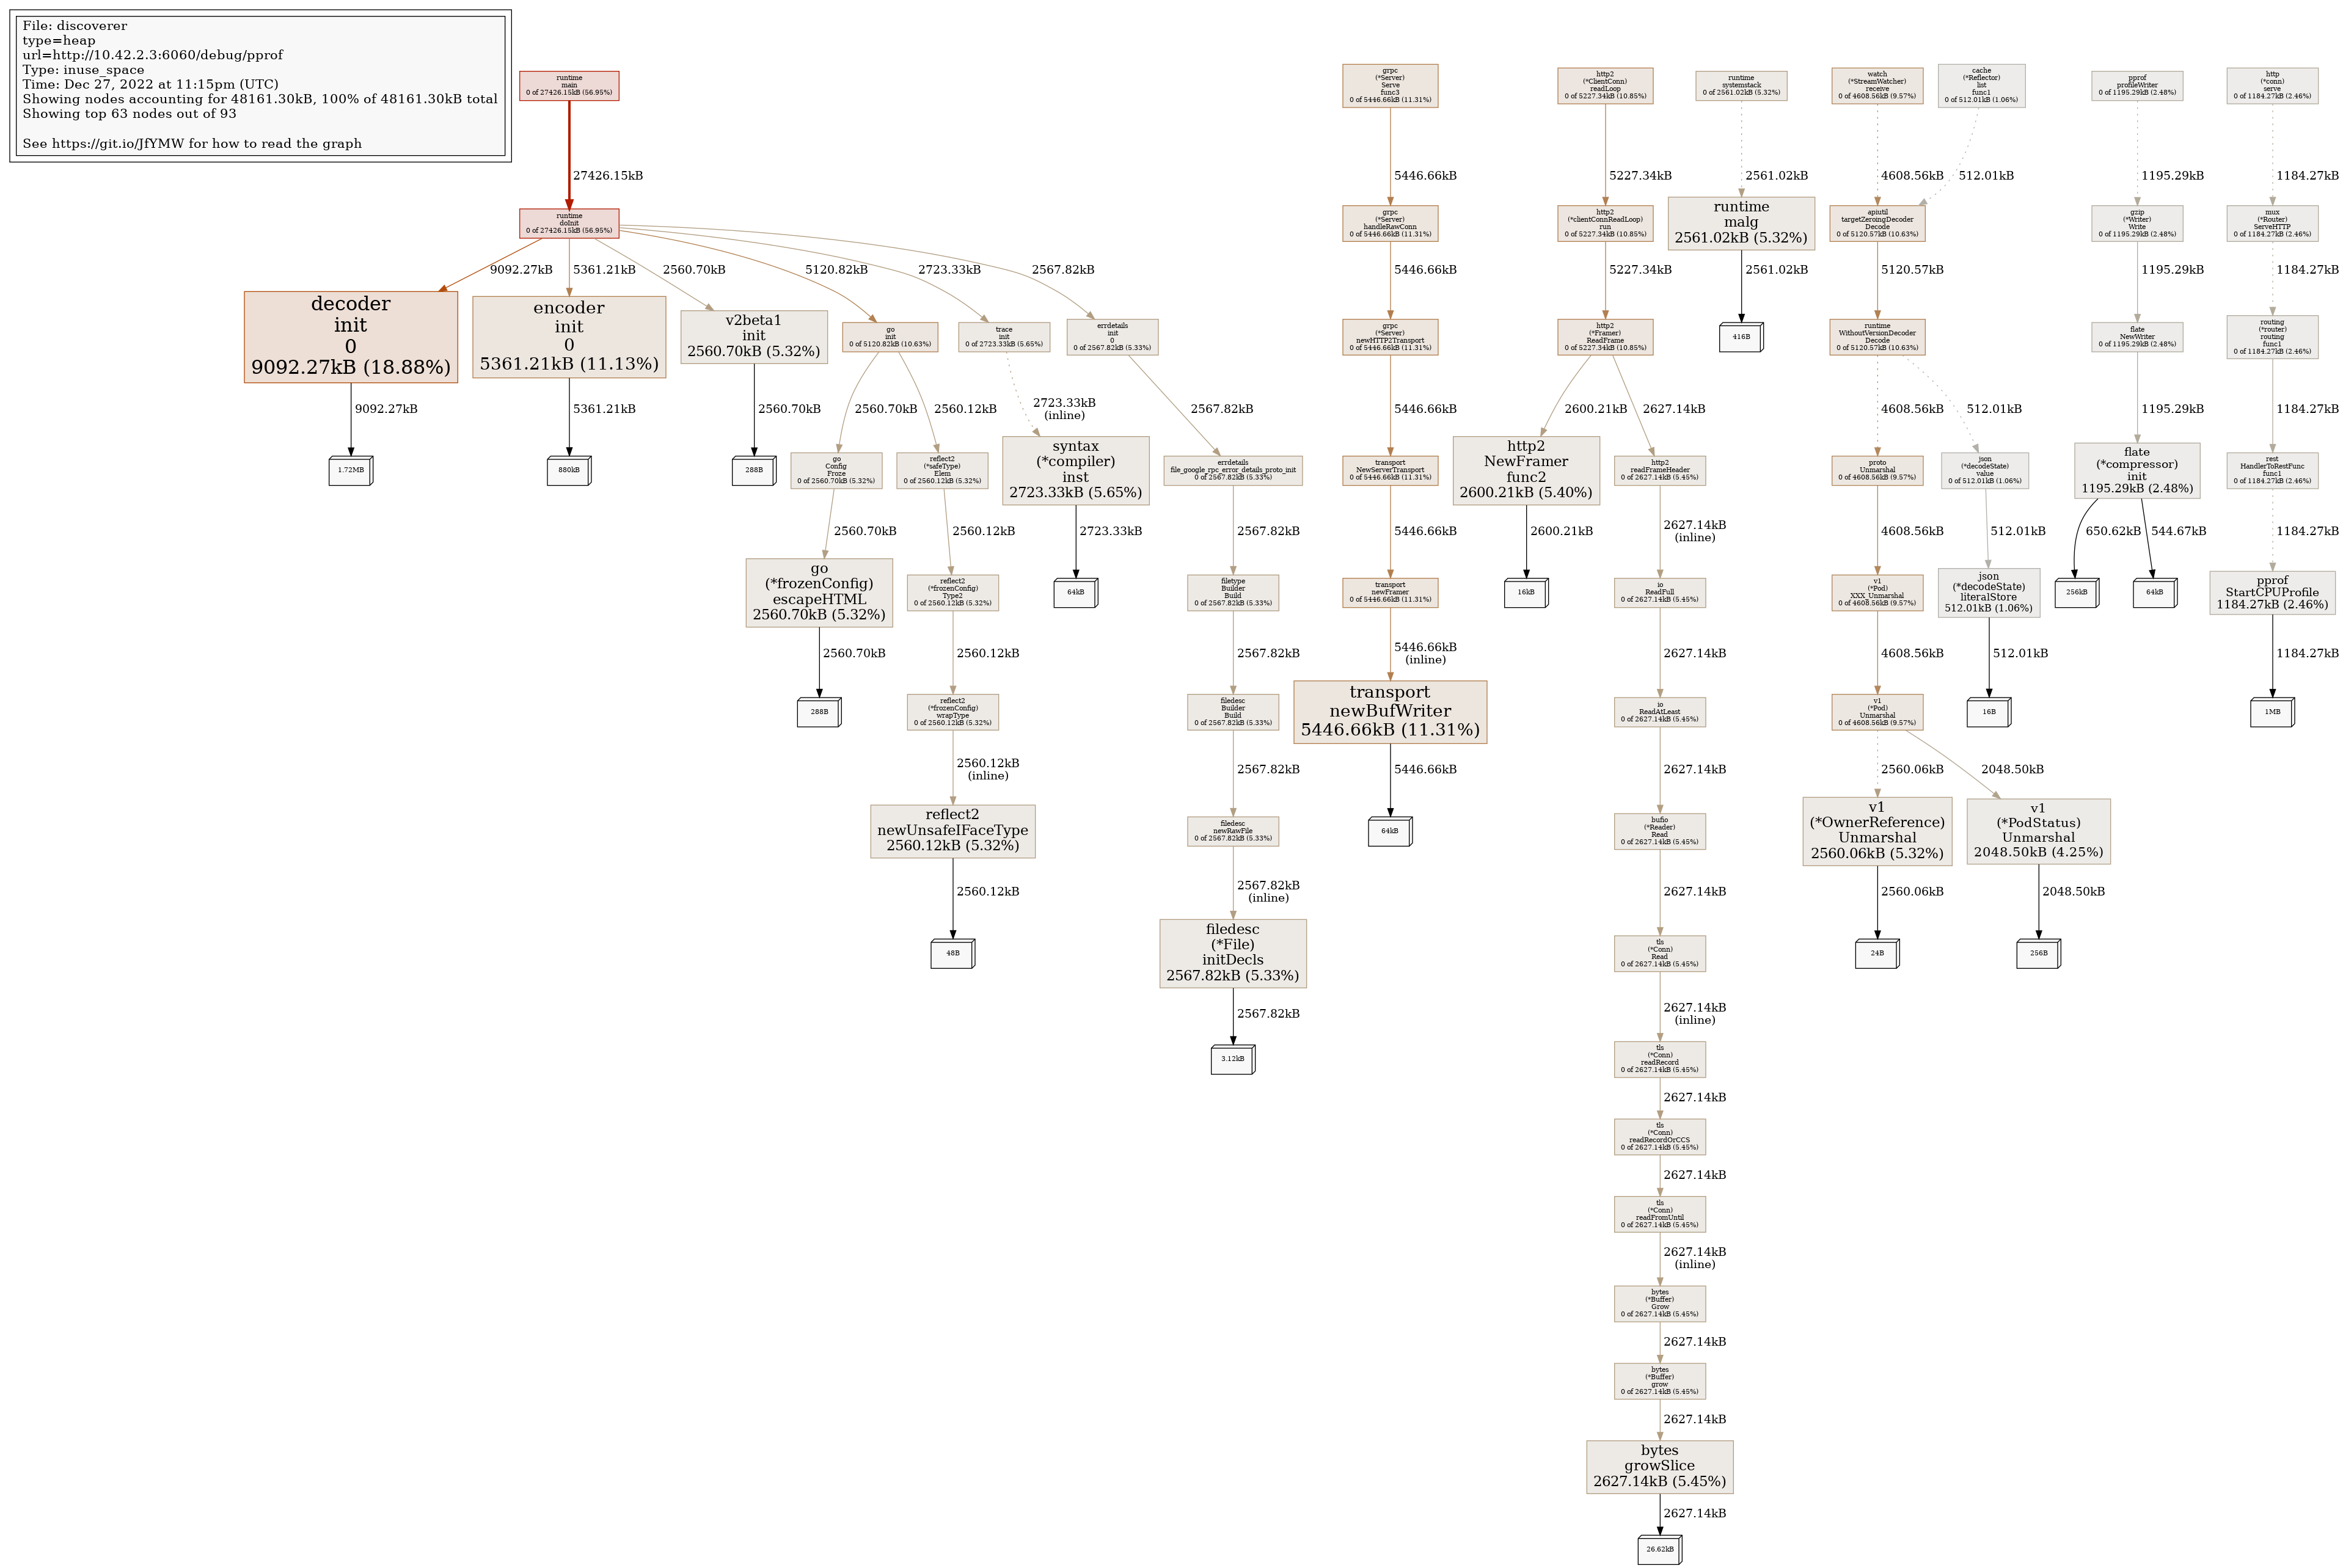 File: discoverer
type=heap
url=http://10.42.2.3:6060/debug/pprof
Type: inuse_space
Time: Dec 27, 2022 at 11:15pm (UTC)
Showing nodes accounting for 48161.30kB, 100% of 48161.30kB total
Showing top 63 nodes out of 93
See https://git.io/JfYMW for how to read the graph
runtime
main
0 of 27426.15kB (56.95%)
27426.15kB
runtime
doInit
0 of 27426.15kB (56.95%)
9092.27kB
5361.21kB
2560.70kB
5120.82kB
2723.33kB
2567.82kB
decoder
init
0
9092.27kB (18.88%)
9092.27kB
1.72MB
encoder
init
0
5361.21kB (11.13%)
5361.21kB
880kB
v2beta1
init
2560.70kB (5.32%)
2560.70kB
288B
go
init
0 of 5120.82kB (10.63%)
2560.70kB
2560.12kB
go
Config
Froze
0 of 2560.70kB (5.32%)
2560.70kB
go
(*frozenConfig)
escapeHTML
2560.70kB (5.32%)
2560.70kB
288B
reflect2
(*safeType)
Elem
0 of 2560.12kB (5.32%)
2560.12kB
reflect2
(*frozenConfig)
Type2
0 of 2560.12kB (5.32%)
2560.12kB
reflect2
(*frozenConfig)
wrapType
0 of 2560.12kB (5.32%)
2560.12kB
(inline)
reflect2
newUnsafeIFaceType
2560.12kB (5.32%)
2560.12kB
48B
trace
init
0 of 2723.33kB (5.65%)
2723.33kB
(inline)
syntax
(*compiler)
inst
2723.33kB (5.65%)
2723.33kB
64kB
errdetails
init
0
0 of 2567.82kB (5.33%)
2567.82kB
errdetails
file_google_rpc_error_details_proto_init
0 of 2567.82kB (5.33%)
2567.82kB
filetype
Builder
Build
0 of 2567.82kB (5.33%)
2567.82kB
filedesc
Builder
Build
0 of 2567.82kB (5.33%)
2567.82kB
filedesc
newRawFile
0 of 2567.82kB (5.33%)
2567.82kB
(inline)
filedesc
(*File)
initDecls
2567.82kB (5.33%)
2567.82kB
3.12kB
grpc
(*Server)
Serve
func3
0 of 5446.66kB (11.31%)
5446.66kB
grpc
(*Server)
handleRawConn
0 of 5446.66kB (11.31%)
5446.66kB
grpc
(*Server)
newHTTP2Transport
0 of 5446.66kB (11.31%)
5446.66kB
transport
NewServerTransport
0 of 5446.66kB (11.31%)
5446.66kB
transport
newFramer
0 of 5446.66kB (11.31%)
5446.66kB
(inline)
transport
newBufWriter
5446.66kB (11.31%)
5446.66kB
64kB
http2
(*ClientConn)
readLoop
0 of 5227.34kB (10.85%)
5227.34kB
http2
(*clientConnReadLoop)
run
0 of 5227.34kB (10.85%)
5227.34kB
http2
(*Framer)
ReadFrame
0 of 5227.34kB (10.85%)
2600.21kB
2627.14kB
http2
NewFramer
func2
2600.21kB (5.40%)
2600.21kB
16kB
http2
readFrameHeader
0 of 2627.14kB (5.45%)
2627.14kB
(inline)
io
ReadFull
0 of 2627.14kB (5.45%)
2627.14kB
io
ReadAtLeast
0 of 2627.14kB (5.45%)
2627.14kB
bufio
(*Reader)
Read
0 of 2627.14kB (5.45%)
2627.14kB
tls
(*Conn)
Read
0 of 2627.14kB (5.45%)
2627.14kB
(inline)
tls
(*Conn)
readRecord
0 of 2627.14kB (5.45%)
2627.14kB
tls
(*Conn)
readRecordOrCCS
0 of 2627.14kB (5.45%)
2627.14kB
tls
(*Conn)
readFromUntil
0 of 2627.14kB (5.45%)
2627.14kB
(inline)
bytes
(*Buffer)
Grow
0 of 2627.14kB (5.45%)
2627.14kB
bytes
(*Buffer)
grow
0 of 2627.14kB (5.45%)
2627.14kB
bytes
growSlice
2627.14kB (5.45%)
2627.14kB
26.62kB
runtime
systemstack
0 of 2561.02kB (5.32%)
2561.02kB
runtime
malg
2561.02kB (5.32%)
2561.02kB
416B
watch
(*StreamWatcher)
receive
0 of 4608.56kB (9.57%)
4608.56kB
cache
(*Reflector)
list
func1
0 of 512.01kB (1.06%)
512.01kB
apiutil
targetZeroingDecoder
Decode
0 of 5120.57kB (10.63%)
5120.57kB
runtime
WithoutVersionDecoder
Decode
0 of 5120.57kB (10.63%)
4608.56kB
512.01kB
proto
Unmarshal
0 of 4608.56kB (9.57%)
4608.56kB
v1
(*Pod)
XXX_Unmarshal
0 of 4608.56kB (9.57%)
4608.56kB
v1
(*Pod)
Unmarshal
0 of 4608.56kB (9.57%)
2560.06kB
2048.50kB
v1
(*OwnerReference)
Unmarshal
2560.06kB (5.32%)
2560.06kB
24B
v1
(*PodStatus)
Unmarshal
2048.50kB (4.25%)
2048.50kB
256B
json
(*decodeState)
value
0 of 512.01kB (1.06%)
512.01kB
json
(*decodeState)
literalStore
512.01kB (1.06%)
512.01kB
16B
pprof
profileWriter
0 of 1195.29kB (2.48%)
1195.29kB
gzip
(*Writer)
Write
0 of 1195.29kB (2.48%)
1195.29kB
flate
NewWriter
0 of 1195.29kB (2.48%)
1195.29kB
flate
(*compressor)
init
1195.29kB (2.48%)
650.62kB
544.67kB
256kB
64kB
http
(*conn)
serve
0 of 1184.27kB (2.46%)
1184.27kB
mux
(*Router)
ServeHTTP
0 of 1184.27kB (2.46%)
1184.27kB
routing
(*router)
routing
func1
0 of 1184.27kB (2.46%)
1184.27kB
rest
HandlerToRestFunc
func1
0 of 1184.27kB (2.46%)
1184.27kB
pprof
StartCPUProfile
1184.27kB (2.46%)
1184.27kB
1MB